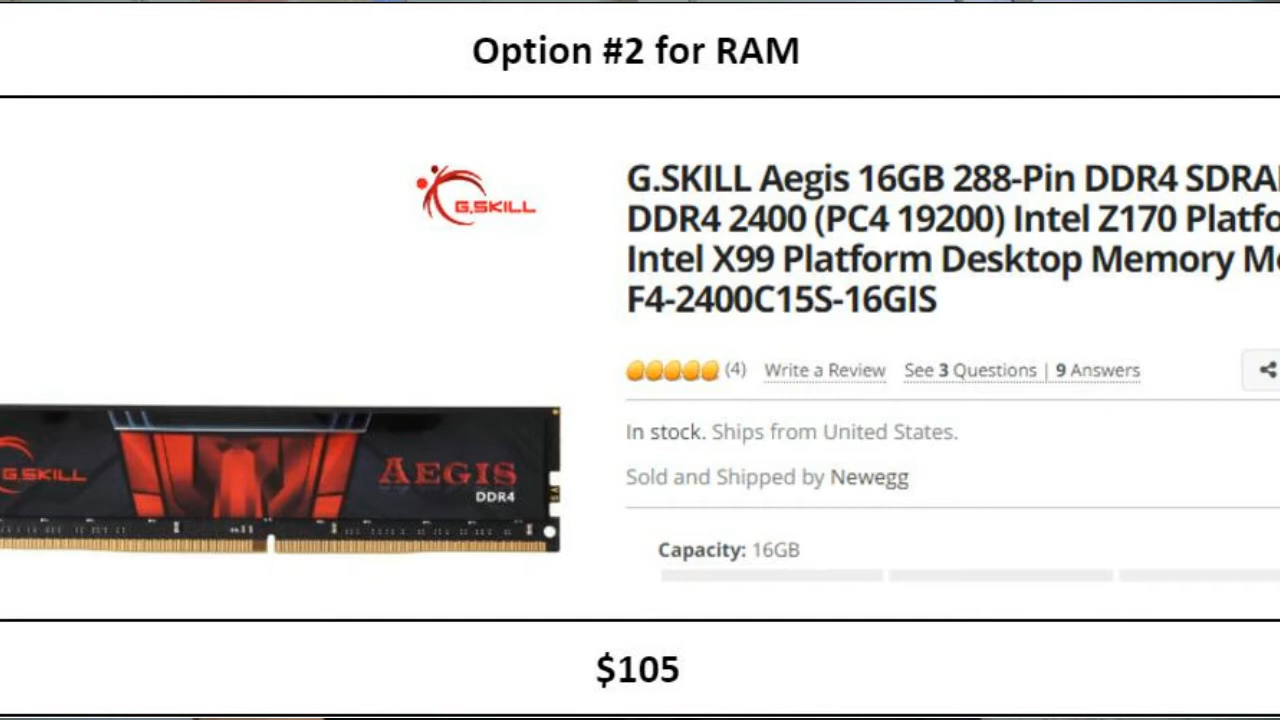 Option #2 for RAM
G.SKILL
G.SKILL Aegis 16GB 288-Pin DDR4
DDR4 2400 (PC4 19200) Intel Z170
Intel X99 Platform Desktop Memory
F4-2400C15S-16GIS
(4) Write a Review See 3 Questions | 9 Answers
In stock. Ships from United States.
Sold and Shipped by Newegg
G.SKILL
AEGIS
DDR4
Capacity: 16GB
$105